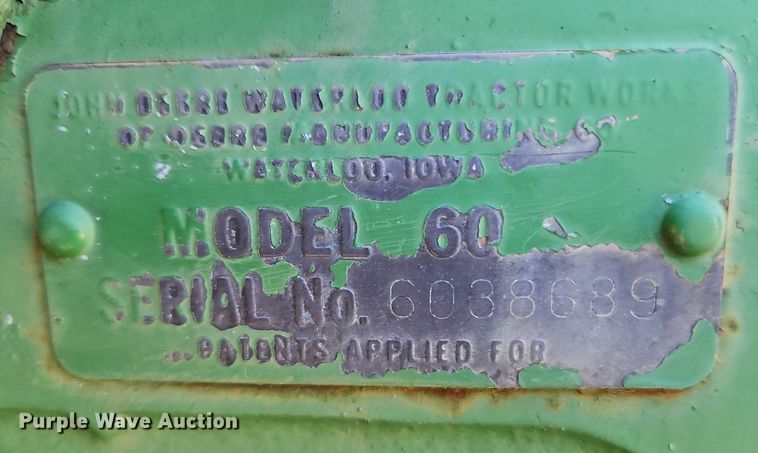 JOHN DEERE WATERLOO TRACTOR WORKS
OF DEERE MANUFACTURING CO.
WATERLOO, IOWA
MODEL 60
SERIAL No. 6038689
PATENTS APPLIED FOR
Purple Wave Auction